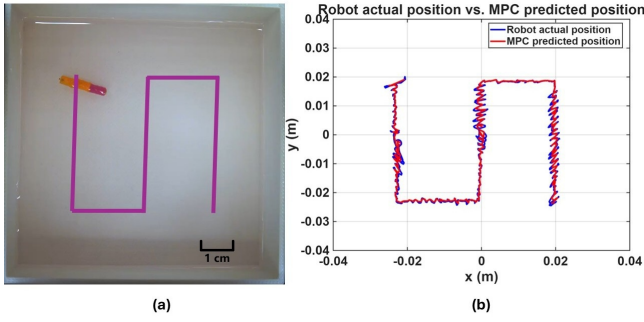 1 cm
(a)
Robot actual position vs. MPC predicted position
Robot actual position
MPC predicted position
y (m)
0.04
0.03
0.02
0.01
0
-0.01
-0.02
-0.03
-0.04
-0.04
-0.02
0
0.02
0.04
x (m)
(b)